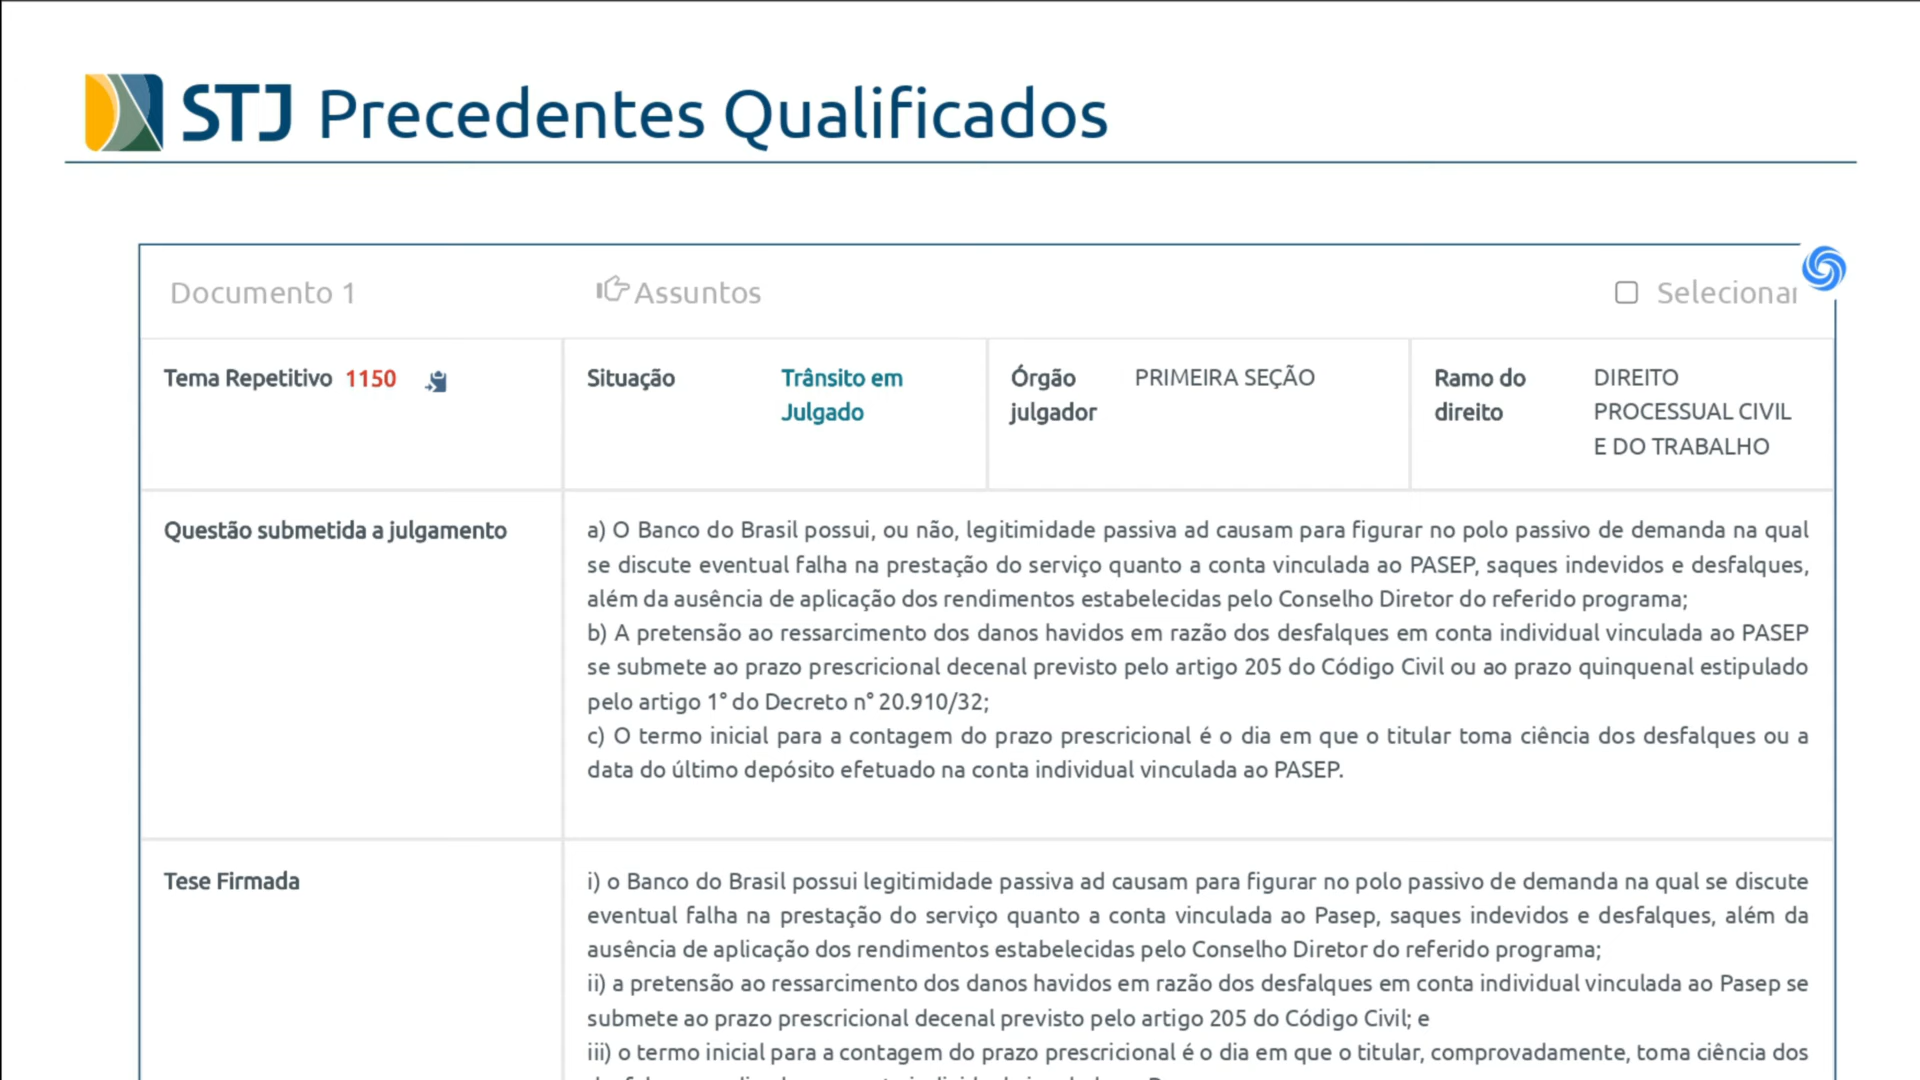 STJ Precedentes Qualificados
Documento 1
Assuntos
Selecionar
Tema Repetitivo 1150
Situação
Trânsito em
Julgado
Órgão
julgador
PRIMEIRA SEÇÃO
Ramo do
direito
DIREITO
PROCESSUAL CIVIL
E DO TRABALHO
Questão submetida a julgamento
a) O Banco do Brasil possui, ou não, legitimidade passiva ad causam para figurar no polo passivo de demanda na qual
se discute eventual falha na prestação do serviço quanto a conta vinculada ao PASEP, saques indevidos e desfalques,
além da ausência de aplicação dos rendimentos estabelecidas pelo Conselho Diretor do referido programa;
b) A pretensão ao ressarcimento dos danos havidos em razão dos desfalques em conta individual vinculada ao PASEP
se submete ao prazo prescricional decenal previsto pelo artigo 205 do Código Civil ou ao prazo quinquenal estipulado
pelo artigo 1° do Decreto n° 20.910/32;
c) O termo inicial para a contagem do prazo prescricional é o dia em que o titular toma ciência dos desfalques ou a
data do último depósito efetuado na conta individual vinculada ao PASEP.
Tese Firmada
i) o Banco do Brasil possui legitimidade passiva ad causam para figurar no polo passivo de demanda na qual se discute
eventual falha na prestação do serviço quanto a conta vinculada ao Pasep, saques indevidos e desfalques, além da
ausência de aplicação dos rendimentos estabelecidas pelo Conselho Diretor do referido programa;
ii) a pretensão ao ressarcimento dos danos havidos em razão dos desfalques em conta individual vinculada ao Pasep se
submete ao prazo prescricional decenal previsto pelo artigo 205 do Código Civil; e
iii) o termo inicial para a contagem do prazo prescricional é o dia em que o titular, comprovadamente, toma ciência dos